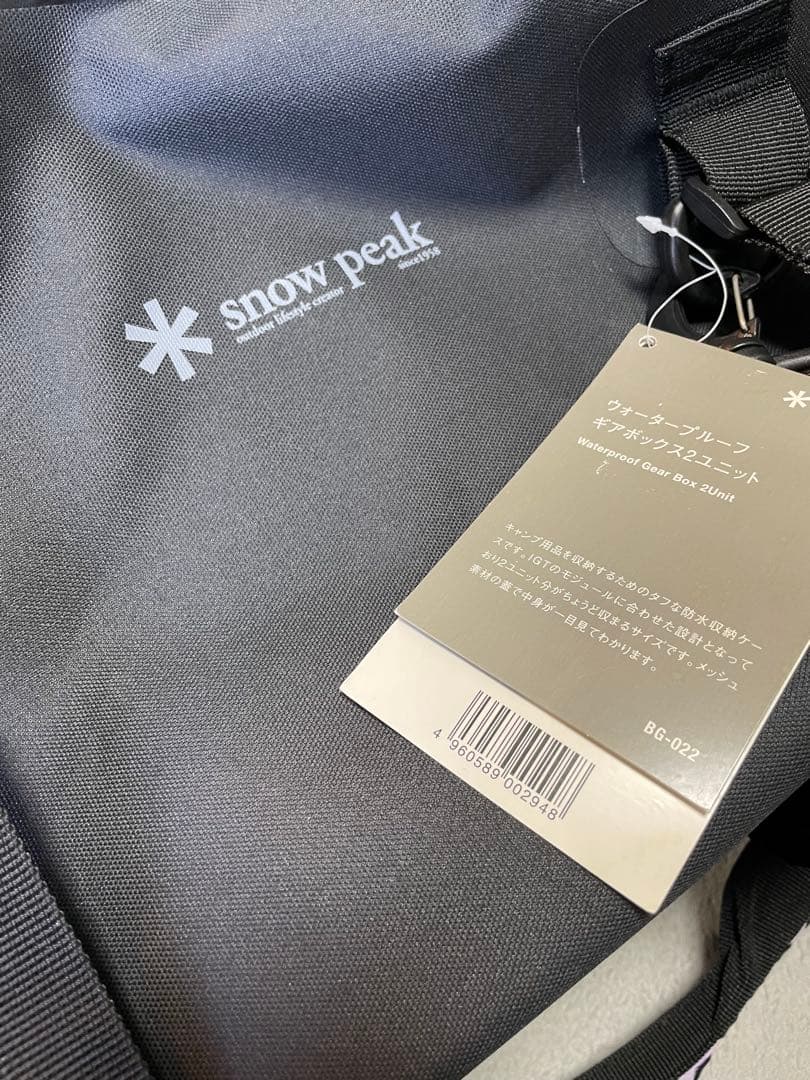 snow peak
outdoor lifestyle creator since1958
ウォータープルーフ
ギアボックス2ユニット
Waterproof Gear Box 2Unit
キャンプ用品を収納するためのタフな防水収納ケー
スです。IGTのモジュールに合わせた設計となって
おり2ユニット分がちょうど収まるサイズです。メッシュ
素材の蓋で中身が一目見てわかります。
BG-022
4 960589 002948